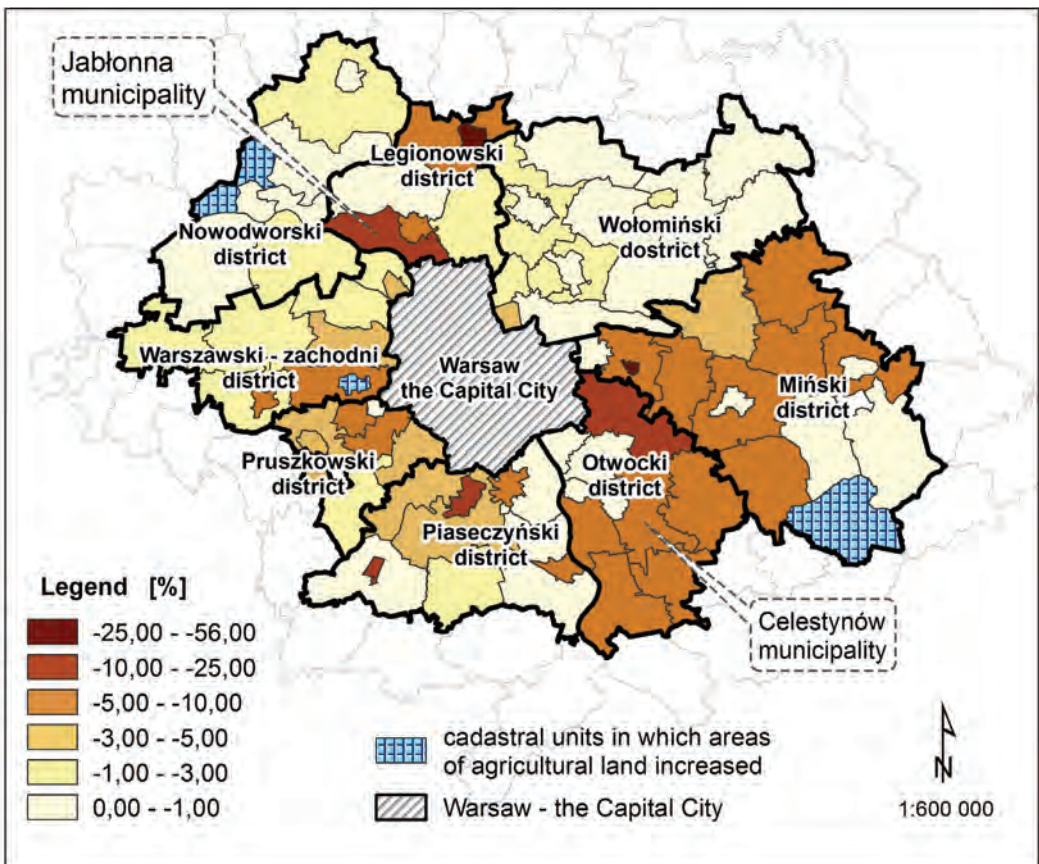 Jabłonna
municipality
Legionowski
district
Nowodworski
district
Wołomiński
dostrict
Warszawski - zachodni
district
Warsaw
the Capital City
Miński
district
Pruszkowski
district
Otwocki
district
Piaseczyński
district
Celestynów
municipality
Legend [%]
-25,00 - -56,00
-10,00 - -25,00
-5,00 - -10,00
-3,00 - -5,00
-1,00 - -3,00
0,00 - -1,00
cadastral units in which areas
of agricultural land increased
Warsaw - the Capital City
N
1:600 000